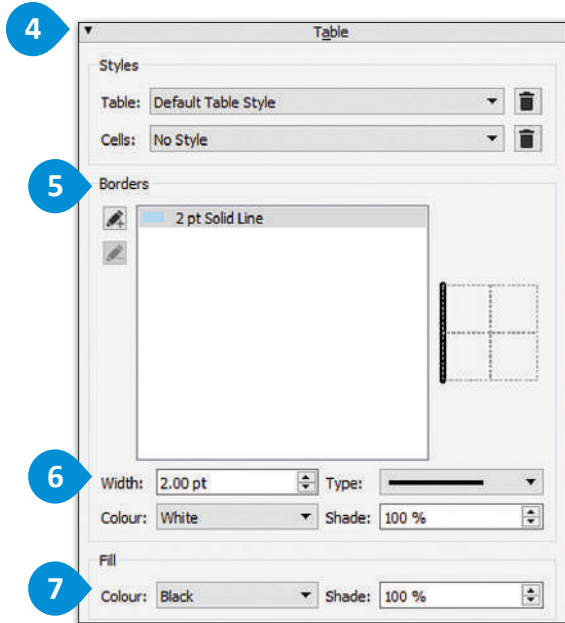 4
Table
Styles
Table: Default Table Style
Cells: No Style
5
Borders
2 pt Solid Line
6
Width: 2.00 pt Type:
Colour: White Shade: 100 %
Fill
7
Colour: Black Shade: 100 %